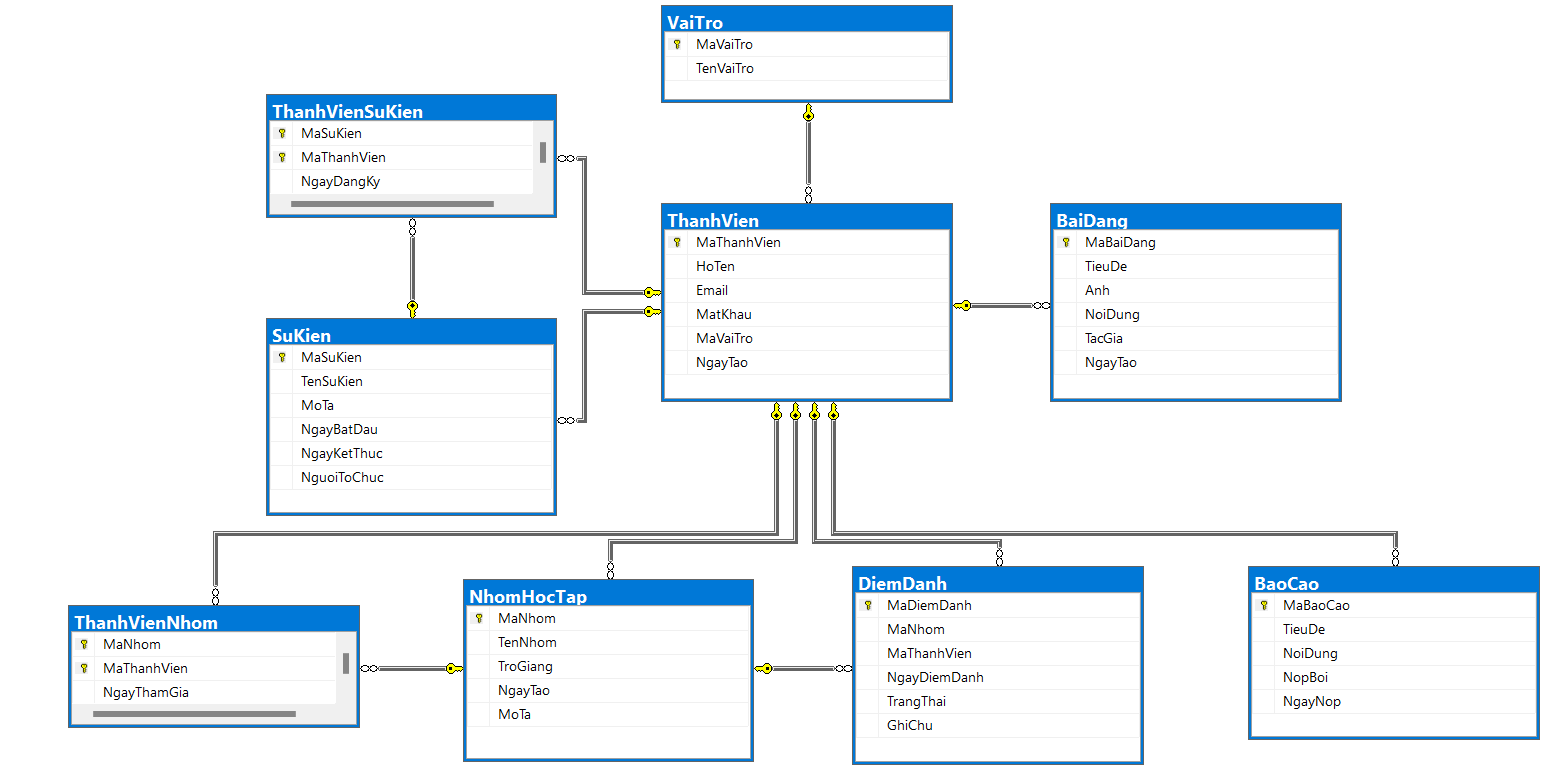 VaiTro
MaVaiTro
TenVaiTro
ThanhVienSuKien
MaSuKien
MaThanhVien
NgayDangKy
ThanhVien
MaThanhVien
HoTen
Email
MatKhau
MaVaiTro
NgayTao
BaiDang
MaBaiDang
TieuDe
Anh
NoiDung
TacGia
NgayTao
SuKien
MaSuKien
TenSuKien
MoTa
NgayBatDau
NgayKetThuc
NguoiToChuc
ThanhVienNhom
MaNhom
MaThanhVien
NgayThamGia
NhomHocTap
MaNhom
TenNhom
TroGiang
NgayTao
MoTa
DiemDanh
MaDiemDanh
MaNhom
MaThanhVien
NgayDiemDanh
TrangThai
GhiChu
BaoCao
MaBaoCao
TieuDe
NoiDung
NopBoi
NgayNop